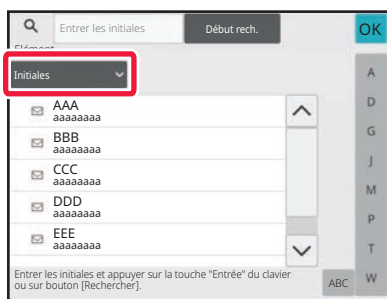 Entrer les initiales
Début rech.
OK
Elément
Initiales
AAA
aaaaaaaa
BBB
aaaaaaaa
CCC
aaaaaaaa
DDD
aaaaaaaa
EEE
aaaaaaaa
A
D
G
J
M
P
T
W
Entrer les initiales et appuyer sur la touche "Entrée" du clavier
ou sur bouton [Rechercher].
ABC